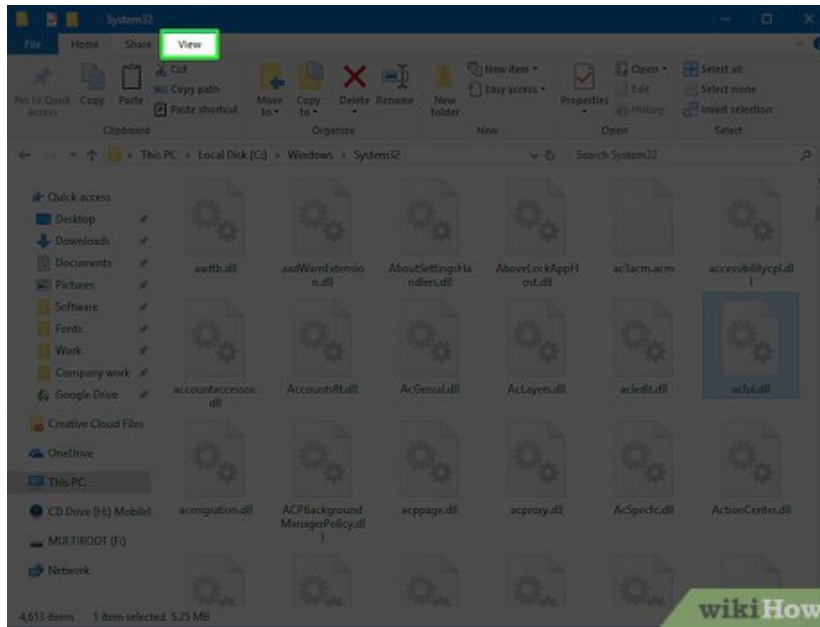 System32
File Home Share View
Pin to Quick access
Copy
Paste
Cut
Copy path
Paste shortcut
Move to
Copy to
Delete
Rename
New folder
New item
Easy access
Properties
Open
Edit
History
Select all
Select none
Invert selection
Clipboard Organize New Open Select
This PC › Local Disk (C:) › Windows › System32
Search System32
Quick access
Desktop
Downloads
Documents
Pictures
Software
Fonts
Work
Company work
Google Drive
Creative Cloud Files
OneDrive
This PC
CD Drive (H:) Mobilel
MULTIBOOT (F:)
Network
aadtb.dll
aadWamExtensio
n.dll
AboutSettingsHa
ndlers.dll
AboveLockAppH
ost.dll
ac3acm.acm
accessibilitycpl.dl
l
accountaccessor.
dll
AccountsRt.dll
AcGenral.dll
AcLayers.dll
acledit.dll
aclui.dll
acmigration.dll
ACPBackground
ManagerPolicy.dl
l
acppage.dll
acproxy.dll
AcSpecfc.dll
ActionCenter.dll
4,613 items 1 item selected 5.25 MB
wikiHow